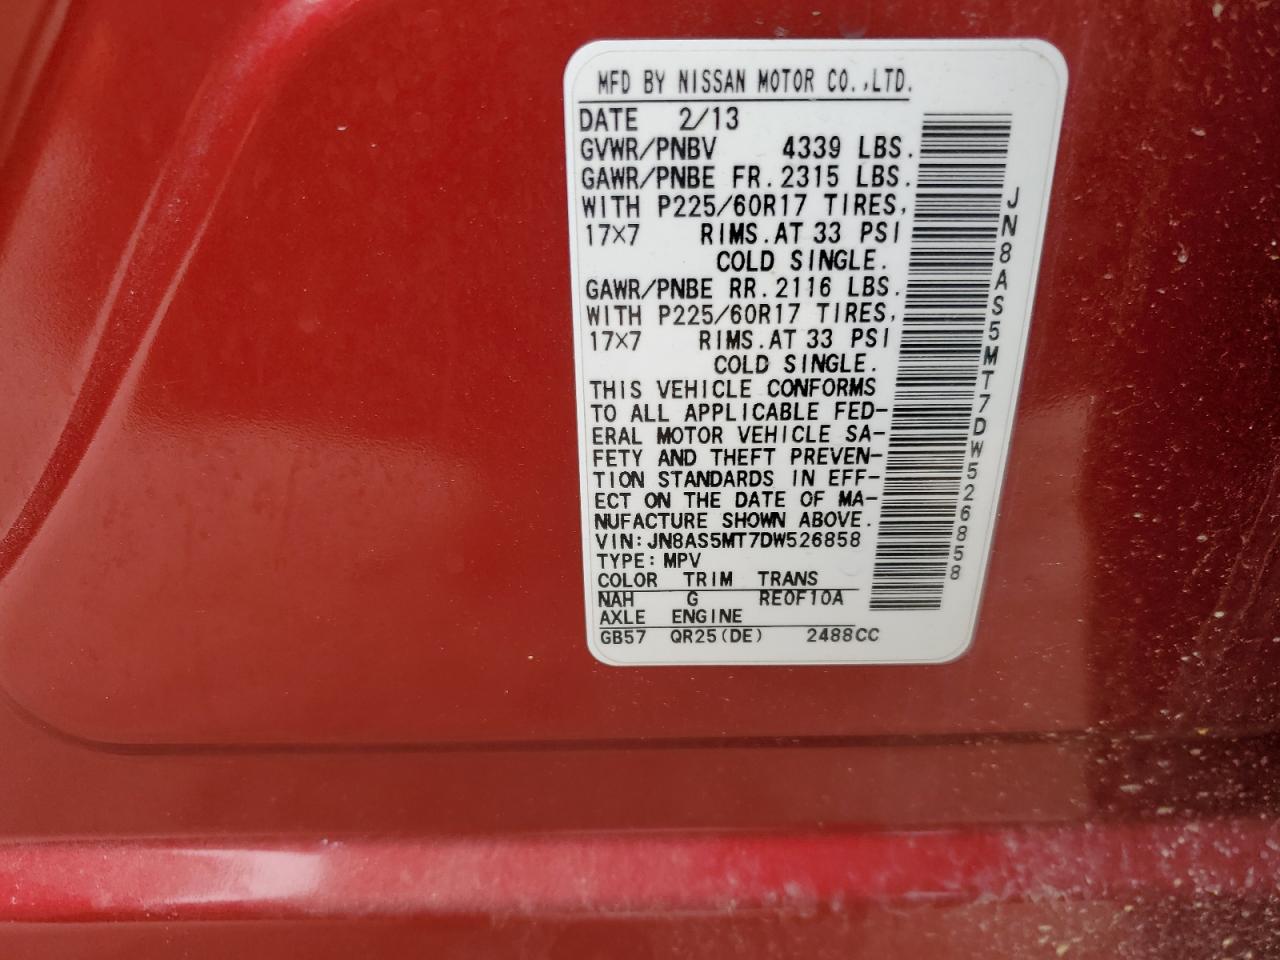 MFD BY NISSAN MOTOR CO.,LTD.
DATE 2/13
GVWR/PNBV 4339 LBS.
GAWR/PNBE FR.2315 LBS.
WITH P225/60R17 TIRES,
17×7 RIMS.AT 33 PSI
COLD SINGLE.
GAWR/PNBE RR.2116 LBS.
WITH P225/60R17 TIRES,
17×7 RIMS.AT 33 PSI
COLD SINGLE.
THIS VEHICLE CONFORMS
TO ALL APPLICABLE FED-
ERAL MOTOR VEHICLE SA-
FETY AND THEFT PREVEN-
TION STANDARDS IN EFF-
ECT ON THE DATE OF MA-
NUFACTURE SHOWN ABOVE.
VIN:JN8AS5MT7DW526858
TYPE:MPV
COLOR TRIM TRANS
NAH G RE0F10A
AXLE ENGINE
GB57 QR25(DE) 2488CC
JN8AS5MT7DW526858